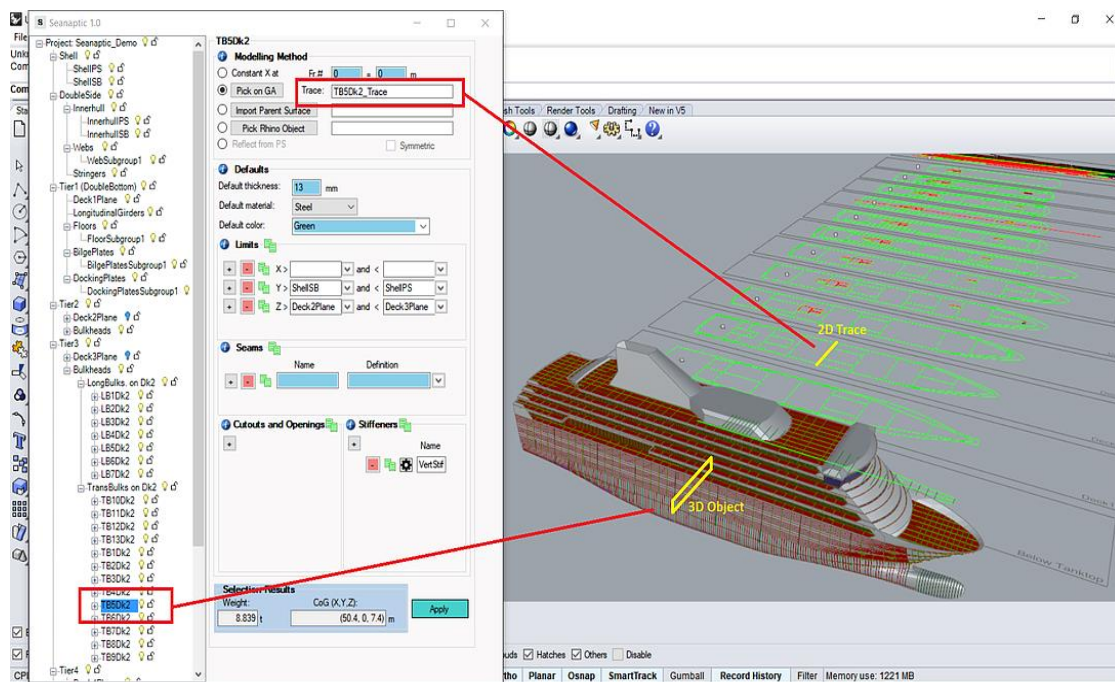 Seanaptic 1.0
File
Project: Seanaptic_Demo
Shell
ShellPS
ShellSB
DoubleSide
Innerhull
InnerhullPS
InnerhullSB
Webs
WebSubgroup1
Stringers
Tier1 (DoubleBottom)
Deck1Plane
LongitudinalGirders
Floors
FloorSubgroup1
BilgePlates
BilgePlatesSubgroup1
DockingPlates
DockingPlatesSubgroup1
Tier2
Deck2Plane
Bulkheads
Tier3
Deck3Plane
Bulkheads
LongBulks. on Dk2
LB1Dk2
LB2Dk2
LB3Dk2
LB4Dk2
LB5Dk2
LB6Dk2
LB7Dk2
TransBulks on Dk2
TB10Dk2
TB11Dk2
TB12Dk2
TB13Dk2
TB1Dk2
TB2Dk2
TB3Dk2
TB4Dk2
TB5Dk2
TB6Dk2
TB7Dk2
TB8Dk2
TB9Dk2
Tier4
TB5Dk2
Modelling Method
Constant X at Fr.# 0 = 0 m
Pick on GA Trace: TB5Dk2_Trace
Import Parent Surface
Pick Rhino Object
Reflect from PS Symmetric
Defaults
Default thickness: 13 mm
Default material: Steel
Default color: Green
Limits
X > and <
Y > ShellSB and < ShellPS
Z > Deck2Plane and < Deck3Plane
Seams
Name Definition
Cutouts and Openings Stiffeners
Name
VertStf
Selection Results
Weight: CoG (X,Y,Z):
8.839 t (50.4, 0, 7.4) m
Apply
sh Tools Render Tools Drafting New in V5
2D Trace
3D Object
Below Tanktop
uds Hatches Others Disable
tho Planar Osnap SmartTrack Gumball Record History Filter Memory use: 1221 MB